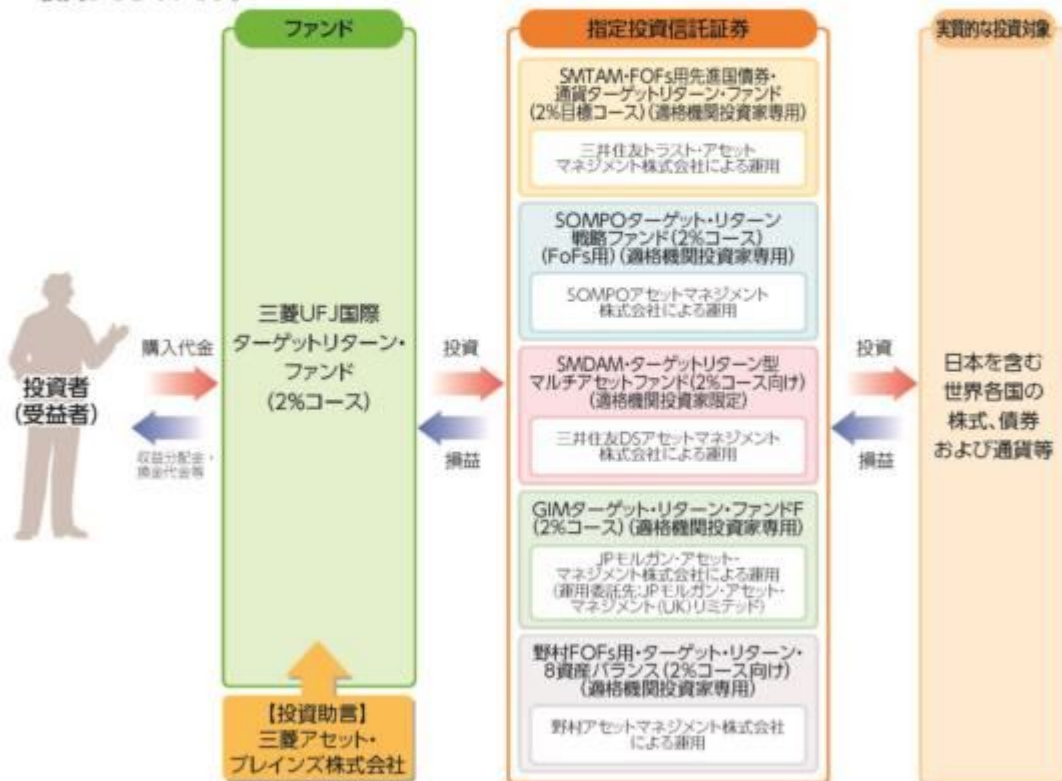 ファンド
指定投資信託証券
実質的な投資対象
SMTAM・FOFs用先進国債券・
通貨ターゲットリターン・ファンド
(2%目標コース)(適格機関投資家専用)
三井住友トラスト・アセット
マネジメント株式会社による運用
SOMPOターゲット・リターン
戦略ファンド(2%コース)
(FoFs用)(適格機関投資家専用)
SOMPOアセットマネジメント
株式会社による運用
SMDAM・ターゲットリターン型
マルチアセットファンド(2%コース向け)
(適格機関投資家限定)
三井住友DSアセットマネジメント
株式会社による運用
GIMターゲット・リターン・ファンドF
(2%コース)(適格機関投資家専用)
JPモルガン・アセット・
マネジメント株式会社による運用
(運用委託先:JPモルガン・アセット・
マネジメント(UK)リミテッド)
野村FOFs用・ターゲット・リターン・
8資産バランス(2%コース向け)
(適格機関投資家専用)
野村アセットマネジメント株式会社
による運用
投資者
(受益者)
購入代金
収益分配金・
換金代金等
三菱UFJ国際
ターゲットリターン・
ファンド
(2%コース)
投資
損益
投資
損益
日本を含む
世界各国の
株式、債券
および通貨等
【投資助言】
三菱アセット・
ブレインズ株式会社